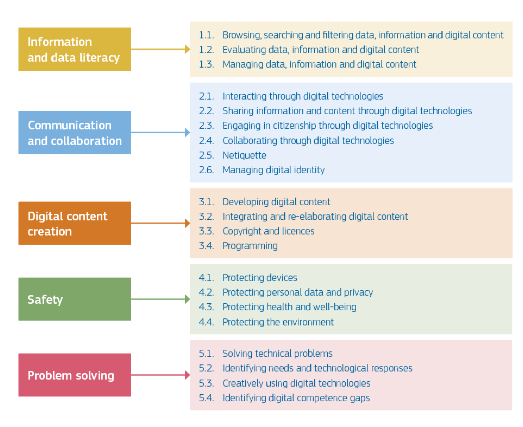 Information
and data literacy
1.1. Browsing, searching and filtering data, information and digital content
1.2. Evaluating data, information and digital content
1.3. Managing data, information and digital content
Communication
and collaboration
2.1. Interacting through digital technologies
2.2. Sharing information and content through digital technologies
2.3. Engaging in citizenship through digital technologies
2.4. Collaborating through digital technologies
2.5. Netiquette
2.6. Managing digital identity
Digital content
creation
3.1. Developing digital content
3.2. Integrating and re-elaborating digital content
3.3. Copyright and licences
3.4. Programming
Safety
4.1. Protecting devices
4.2. Protecting personal data and privacy
4.3. Protecting health and well-being
4.4. Protecting the environment
Problem solving
5.1. Solving technical problems
5.2. Identifying needs and technological responses
5.3. Creatively using digital technologies
5.4. Identifying digital competence gaps